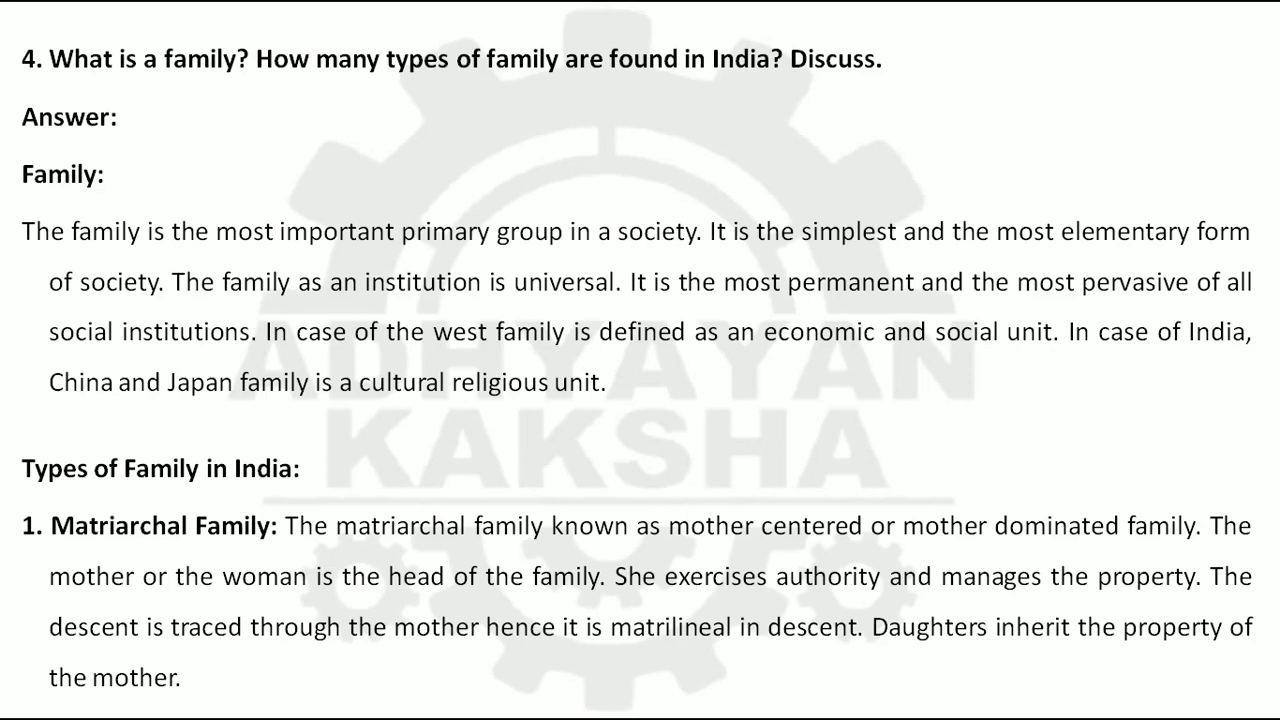 4. What is a family? How many types of family are found in India? Discuss.
Answer:
Family:
The family is the most important primary group in a society. It is the simplest and the most elementary form
of society. The family as an institution is universal. It is the most permanent and the most pervasive of all
social institutions. In case of the west family is defined as an economic and social unit. In case of India,
China and Japan family is a cultural religious unit.
ADHYAYAN
KAKSHA
Types of Family in India:
1. Matriarchal Family: The matriarchal family known as mother centered or mother dominated family. The
mother or the woman is the head of the family. She exercises authority and manages the property. The
descent is traced through the mother hence it is matrilineal in descent. Daughters inherit the property of
the mother.